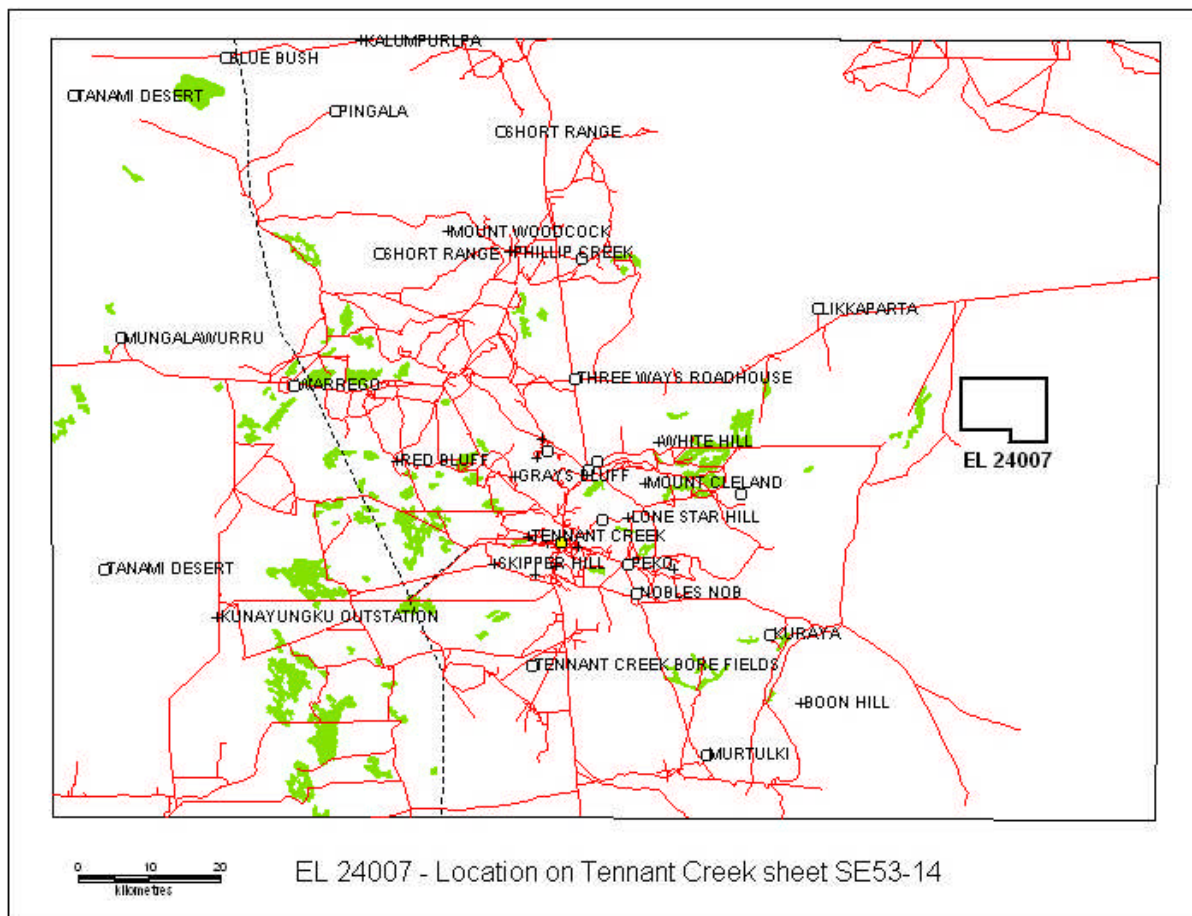 KALUMPURLPA
BLUE BUSH
TANAMI DESERT
PINGALA
SHORT RANGE
MOUNT WOODCOCK
SHORT RANGE
PHILLIP CREEK
LIKKAPARTA
MUNGALAWURRU
WARREGO
THREE WAYS ROADHOUSE
WHITE HILL
RED BLUFF
EL 24007
GRAYS BLUFF
MOUNT CLELAND
LONE STAR HILL
TENNANT CREEK
TANAMI DESERT
SKIPPER HILL
PEKO
NOBLES NOB
KUNAYUNGKU OUTSTATION
KURAYA
TENNANT CREEK BORE FIELDS
BOON HILL
MURTULKI
0 10 20
kilometres
EL 24007 - Location on Tennant Creek sheet SE53-14